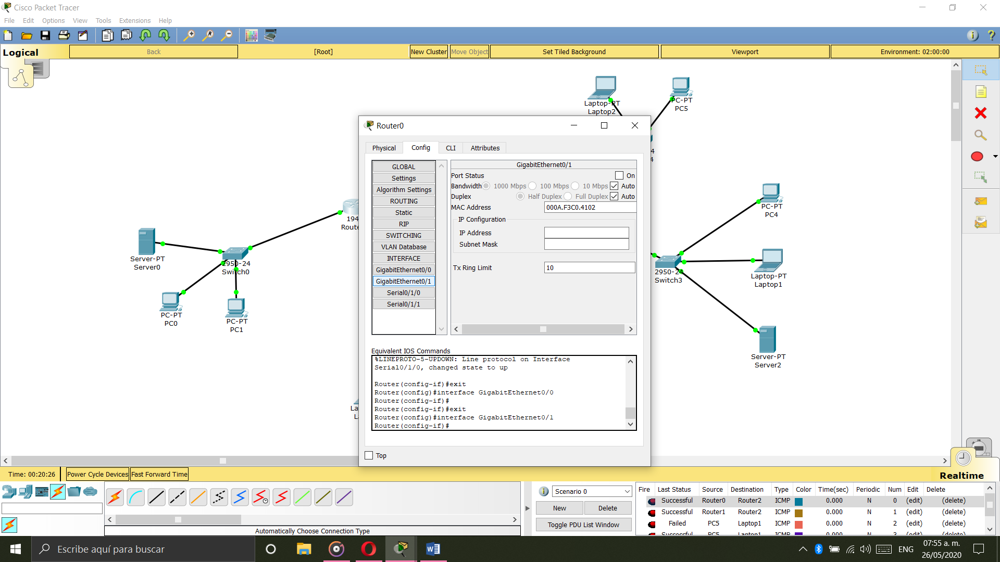 Cisco Packet Tracer
File Edit Options View Tools Extensions Help
Logical
Back
[Root]
New Cluster
Move Object
Set Tiled Background
Viewport
Environment: 02:00:00
Laptop-PT
Laptop2
PC-PT
PC5
Router0
Physical Config CLI Attributes
GLOBAL
Settings
Algorithm Settings
ROUTING
Static
RIP
SWITCHING
VLAN Database
INTERFACE
GigabitEthernet0/0
GigabitEthernet0/1
Serial0/1/0
Serial0/1/1
GigabitEthernet0/1
Port Status On
Bandwidth 1000 Mbps 100 Mbps 10 Mbps Auto
Duplex Half Duplex Full Duplex Auto
MAC Address 000A.F3C0.4102
IP Configuration
IP Address
Subnet Mask
Tx Ring Limit 10
Equivalent IOS Commands
%LINEPROTO-5-UPDOWN: Line protocol on Interface
Serial0/1/0, changed state to up
Router(config-if)#exit
Router(config)#interface GigabitEthernet0/0
Router(config-if)#
Router(config-if)#exit
Router(config)#interface GigabitEthernet0/1
Router(config-if)#
Top
4
4
194
Route
Server-PT
Server0
2950-24
Switch0
PC-PT
PC0
PC-PT
PC1
La
L
PC-PT
PC4
2950-24
Switch3
Laptop-PT
Laptop1
Server-PT
Server2
Time: 00:20:26
Power Cycle Devices
Fast Forward Time
Realtime
Automatically Choose Connection Type
Scenario 0
New
Delete
Toggle PDU List Window
Fire Last Status Source Destination Type Color Time(sec) Periodic Num Edit Delete
Successful Router0 Router2 ICMP 0.000 N 0 (edit) (delete)
Successful Router1 Router2 ICMP 0.000 N 1 (edit) (delete)
Failed PC5 Laptop1 ICMP 0.000 N 2 (edit) (delete)
Successful PC5 Laptop1 ICMP 0.000 N 3 (edit) (delete)
Escribe aquí para buscar
ENG
07:55 a. m.
26/05/2020